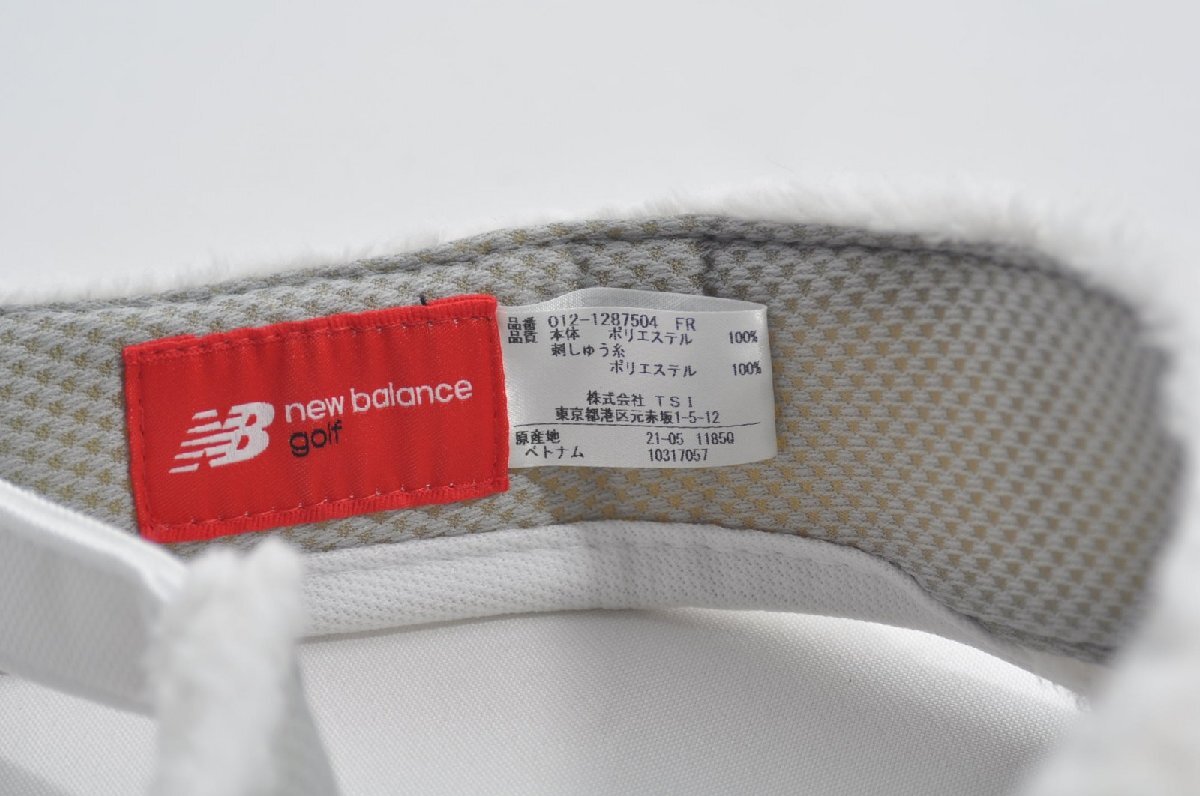 NB new balance
golf
品番 012-1287504 FR
品質 本体 ポリエステル 100%
刺しゅう糸
ポリエステル 100%
株式会社 TSI
東京都港区元赤坂1-5-12
原産地 21-05 11850
ベトナム 10317057